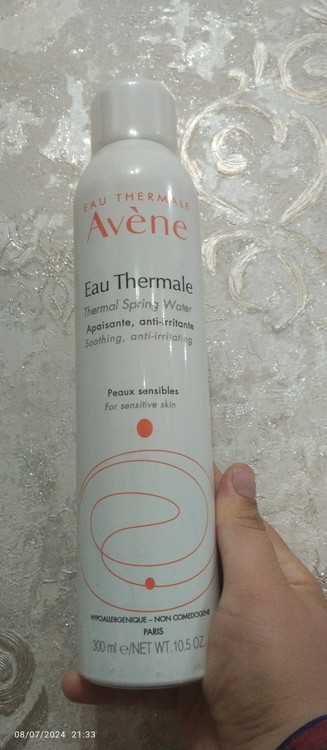 EAU THERMALE
Avène
Eau Thermale
Thermal Spring Water
Apaisante, anti-irritante
Soothing, anti-irritating
Peaux sensibles
For sensitive skin
HYPOALLERGENIQUE – NON COMEDOGENE
PARIS
300 ml e/NET WT.10.5 OZ.
08/07/2024 21:33